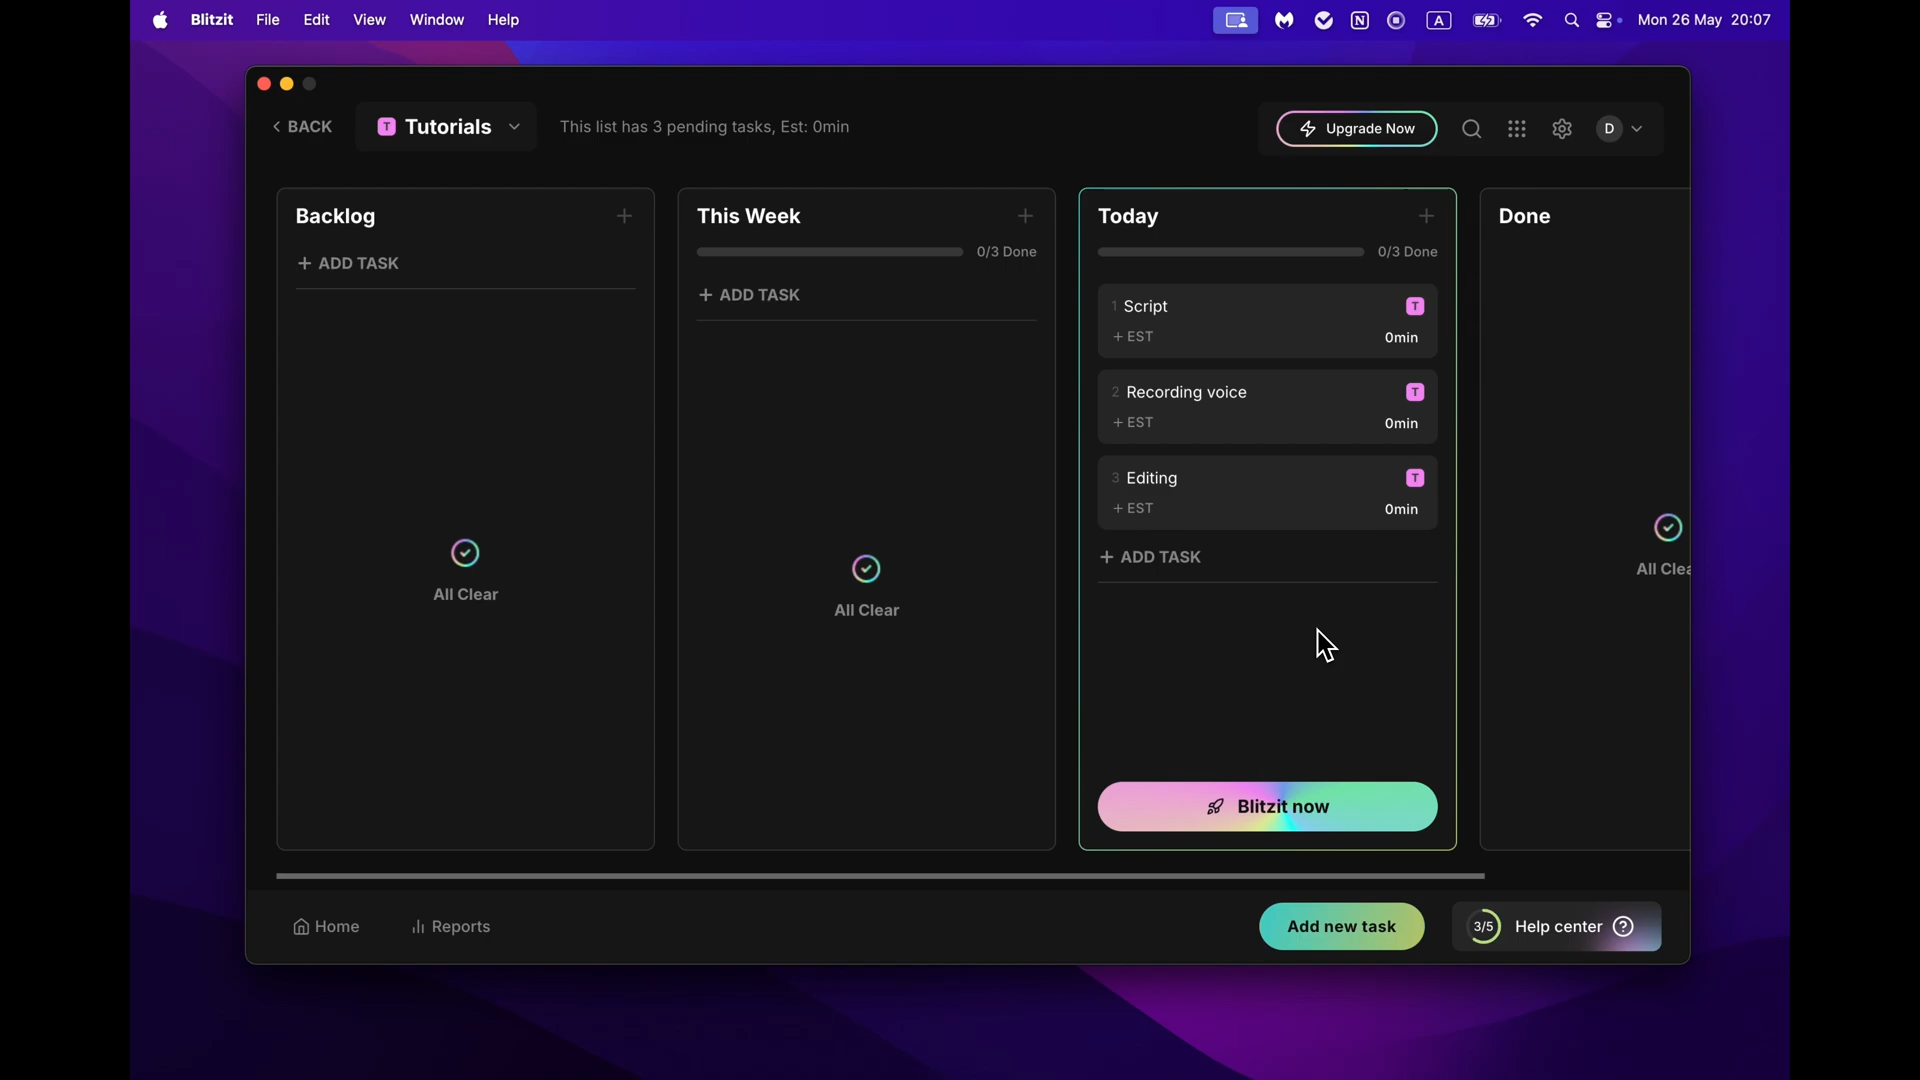 Blitzit File Edit View Window Help
A Mon 26 May 20:07
BACK
T Tutorials
This list has 3 pending tasks, Est: 0min
Upgrade Now
D
Backlog
+ ADD TASK
All Clear
This Week
0/3 Done
+ ADD TASK
All Clear
Today
0/3 Done
1 Script T
+ EST 0min
2 Recording voice T
+ EST 0min
3 Editing T
+ EST 0min
+ ADD TASK
Blitzit now
Done
All Clea
Home
Reports
Add new task
3/5 Help center ?